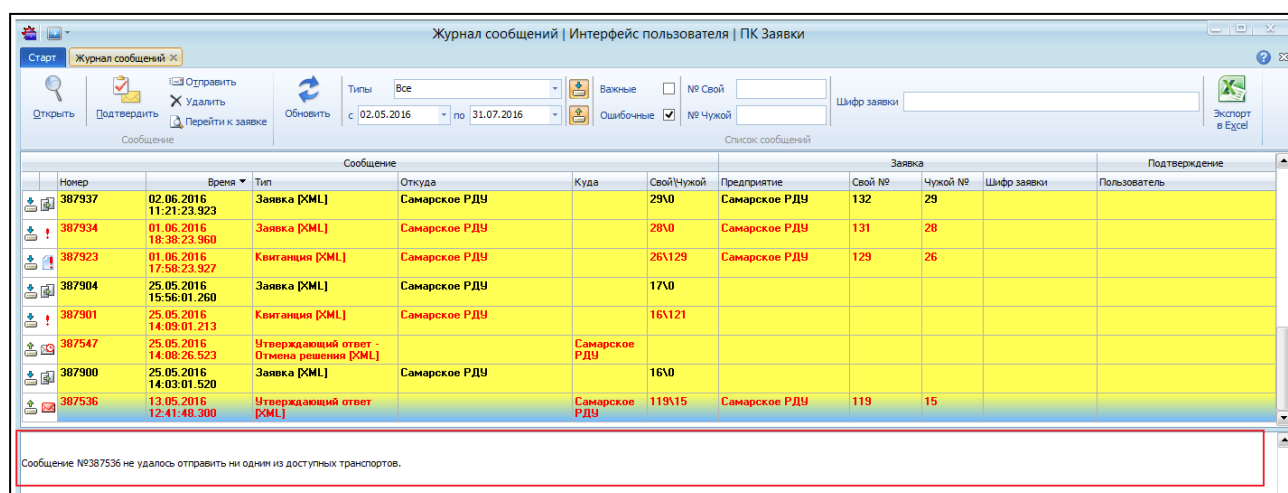 Журнал сообщений | Интерфейс пользователя | ПК Заявки
Старт Журнал сообщений
Открыть Подтвердить Отправить Удалить Перейти к заявке Обновить
Типы Все Важные № Свой Шифр заявки Экспорт в Excel
с 02.05.2016 по 31.07.2016 Ошибочные № Чужой
Сообщение Список сообщений
Сообщение Заявка Подтверждение
Номер Время Тип Откуда Куда Свой\Чужой Предприятие Свой № Чужой № Шифр заявки Пользователь
387937 02.06.2016 Заявка [XML] Самарское РДУ 29\0 Самарское РДУ 132 29
11:21:23.923
387934 01.06.2016 Заявка [XML] Самарское РДУ 28\0 Самарское РДУ 131 28
18:38:23.960
387923 01.06.2016 Квитанция [XML] Самарское РДУ 26\129 Самарское РДУ 129 26
17:58:23.927
387904 25.05.2016 Заявка [XML] Самарское РДУ 17\0
15:56:01.260
387901 25.05.2016 Квитанция [XML] Самарское РДУ 16\121
14:09:01.213
387547 25.05.2016 Утверждающий ответ - Самарское
14:08:26.523 Отмена решения [XML] РДУ
387900 25.05.2016 Заявка [XML] Самарское РДУ 16\0
14:03:01.520
387536 13.05.2016 Утверждающий ответ Самарское 119\15 Самарское РДУ 119 15
12:41:48.300 [XML] РДУ
Сообщение №387536 не удалось отправить ни одним из доступных транспортов.